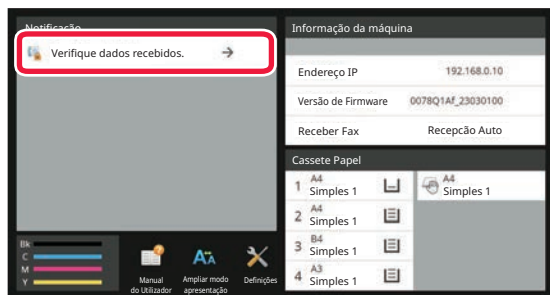 Notificação
Verifique dados recebidos.
Informação da máquina
Endereço IP 192.168.0.10
Versão de Firmware 0078Q1Af_23030100
Receber Fax Recepcão Auto
Cassete Papel
1 A4
Simples 1
A4
Simples 1
2 A4
Simples 1
3 B4
Simples 1
4 A3
Simples 1
Bk
C
M
Y
Manual
do Utilizador
Ampliar modo
apresentação
Definições